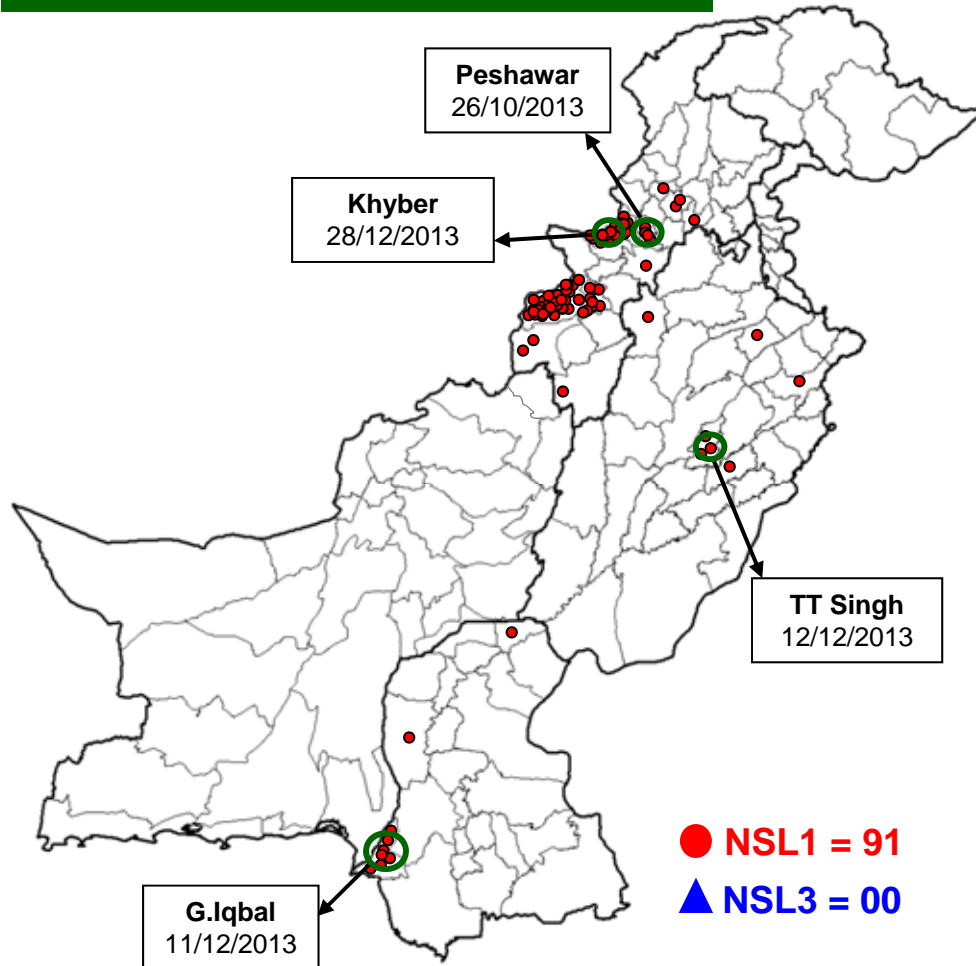 Peshawar
26/10/2013
Khyber
28/12/2013
TT Singh
12/12/2013
NSL1 = 91
NSL3 = 00
G.Iqbal
11/12/2013